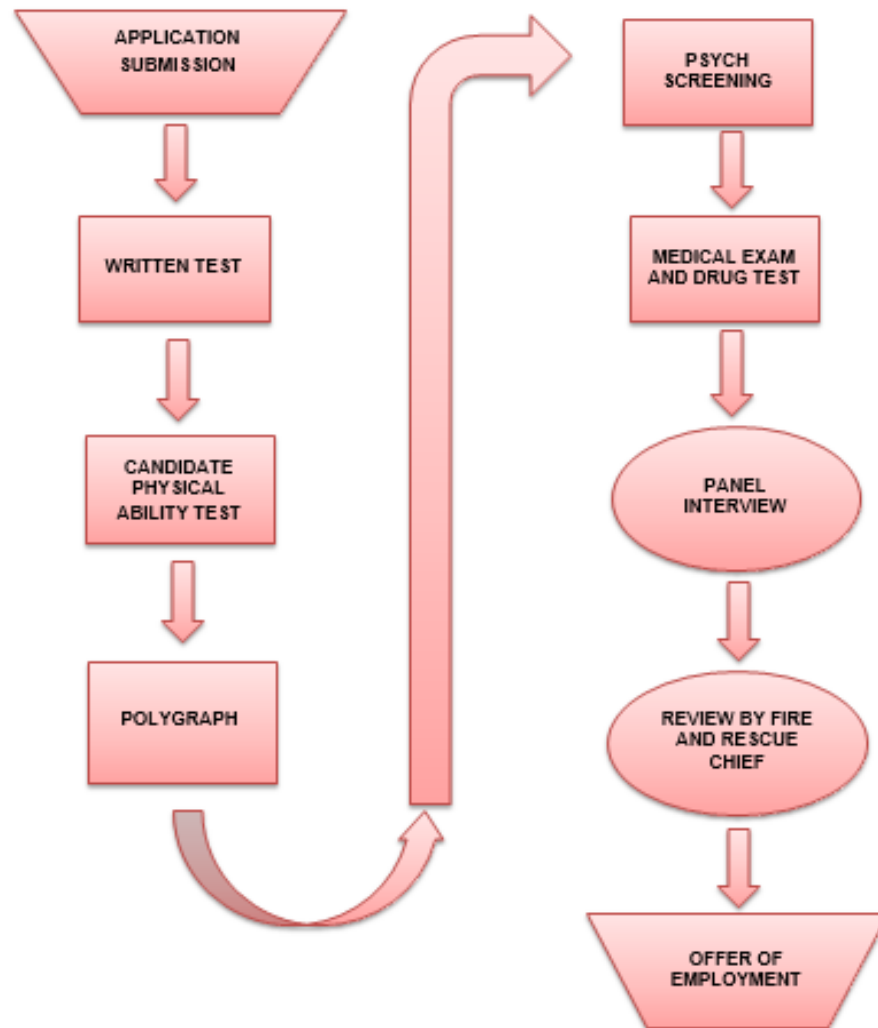 APPLICATION
SUBMISSION
WRITTEN TEST
CANDIDATE
PHYSICAL
ABILITY TEST
POLYGRAPH
PSYCH
SCREENING
MEDICAL EXAM
AND DRUG TEST
PANEL
INTERVIEW
REVIEW BY FIRE
AND RESCUE
CHIEF
OFFER OF
EMPLOYMENT